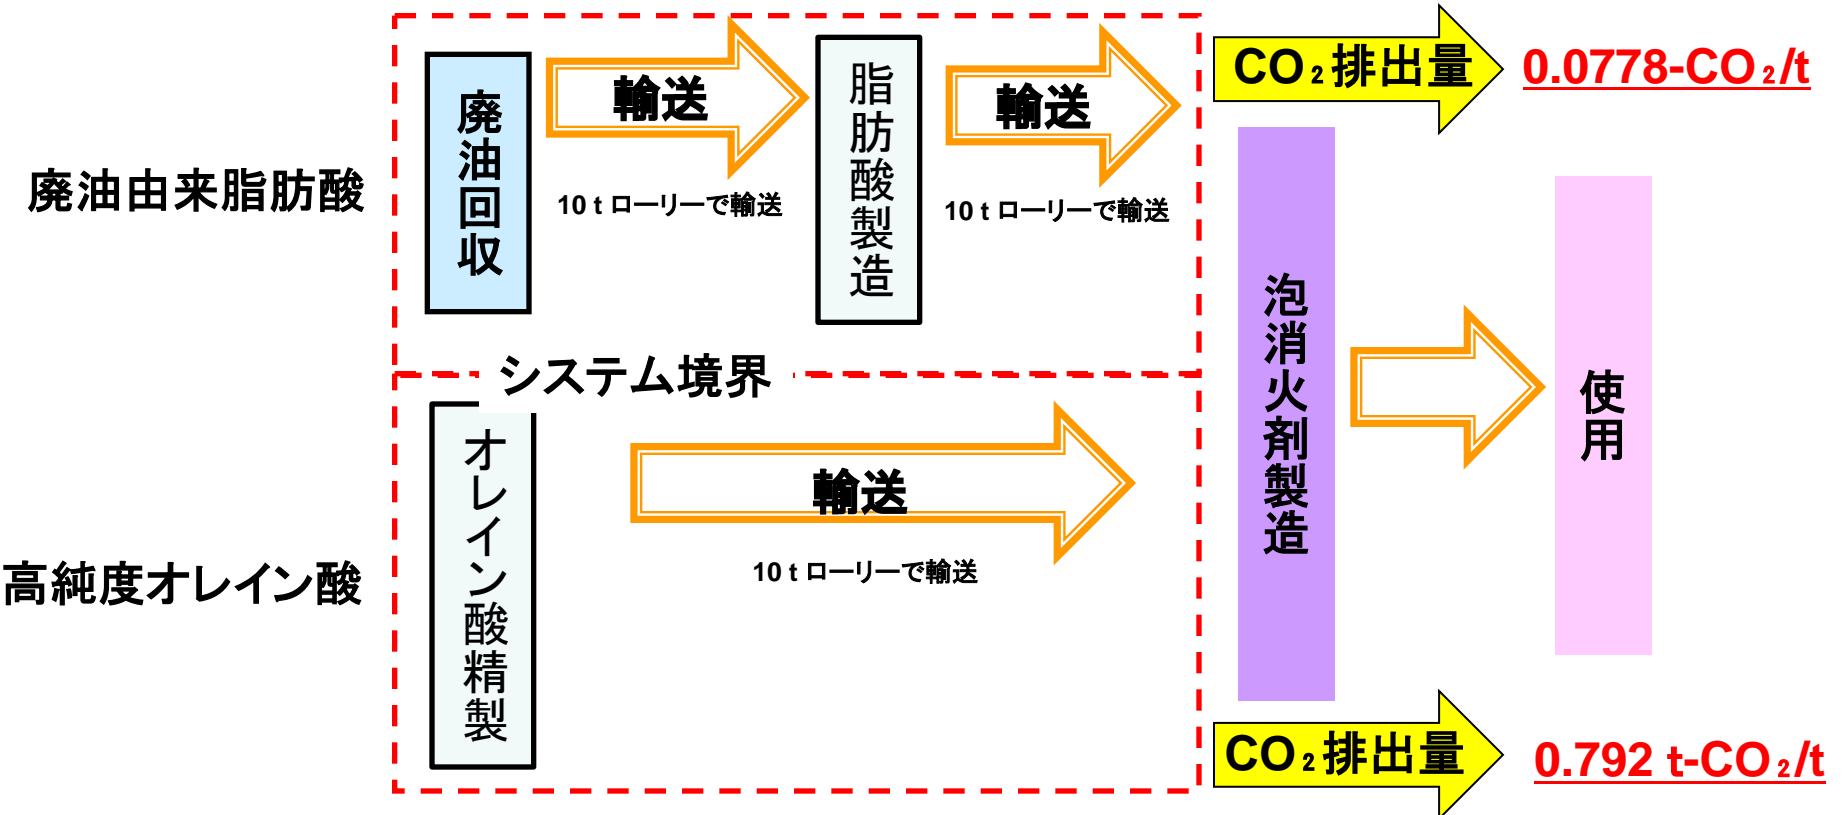 廃油由来脂肪酸
廃油回収
輸送
10 t ローリーで輸送
脂肪酸製造
輸送
10 t ローリーで輸送
CO₂排出量
0.0778-CO₂/t
システム境界
高純度オレイン酸
オレイン酸精製
輸送
10 t ローリーで輸送
泡消火剤製造
使用
CO₂排出量
0.792 t-CO₂/t